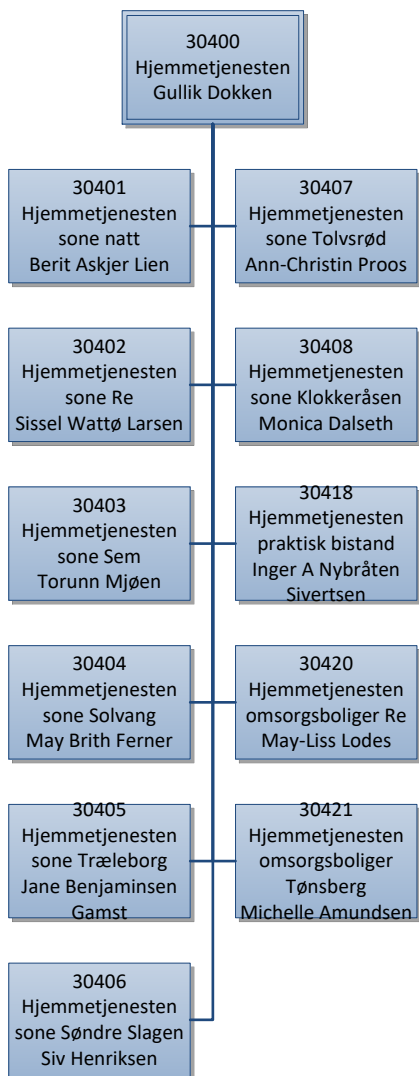 30400
Hjemmetjenesten
Gullik Dokken
30401
Hjemmetjenesten
sone natt
Berit Askjer Lien
30407
Hjemmetjenesten
sone Tolvsrød
Ann-Christin Proos
30402
Hjemmetjenesten
sone Re
Sissel Wattø Larsen
30408
Hjemmetjenesten
sone Klokkeråsen
Monica Dalseth
30403
Hjemmetjenesten
sone Sem
Torunn Mjøen
30418
Hjemmetjenesten
praktisk bistand
Inger A Nybråten
Sivertsen
30404
Hjemmetjenesten
sone Solvang
May Brith Ferner
30420
Hjemmetjenesten
omsorgsboliger Re
May-Liss Lodes
30405
Hjemmetjenesten
sone Træleborg
Jane Benjaminsen
Gamst
30421
Hjemmetjenesten
omsorgsboliger
Tønsberg
Michelle Amundsen
30406
Hjemmetjenesten
sone Søndre Slagen
Siv Henriksen